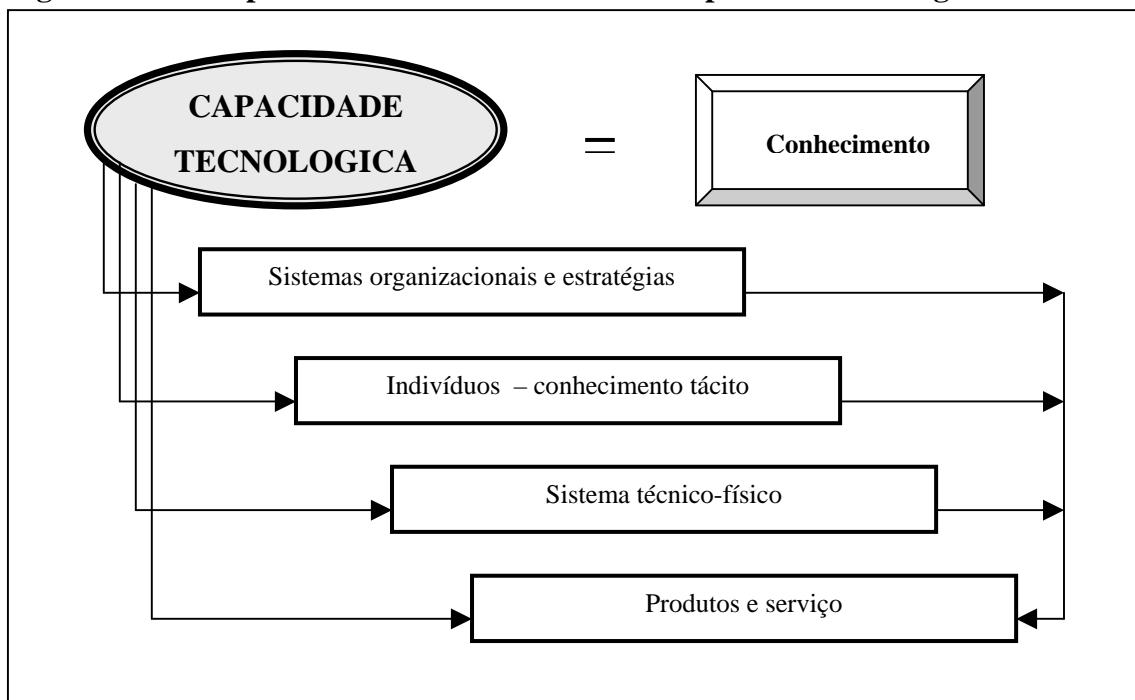 CAPACIDADE
TECNOLOGICA
=
Conhecimento
Sistemas organizacionais e estratégias
Indivíduos – conhecimento tácito
Sistema técnico-físico
Produtos e serviço